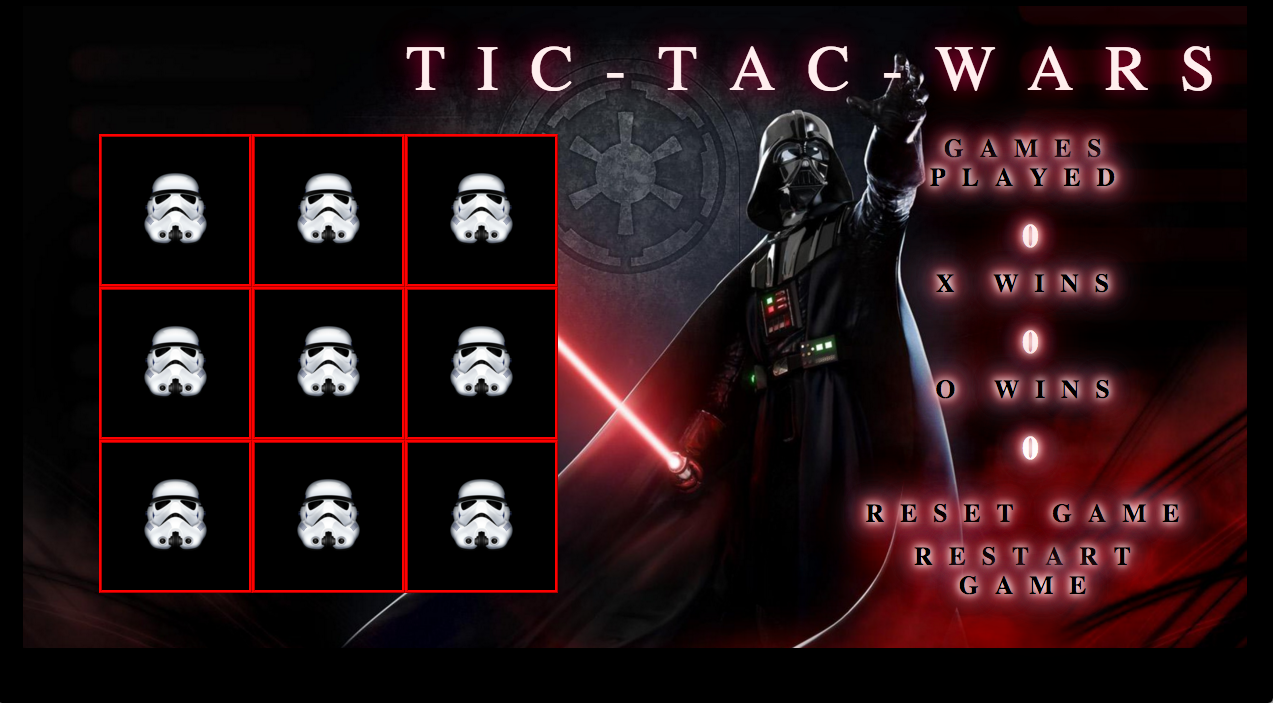 TIC-TAC-WARS
GAMES
PLAYED
0
X WINS
0
O WINS
0
RESET GAME
RESTART
GAME